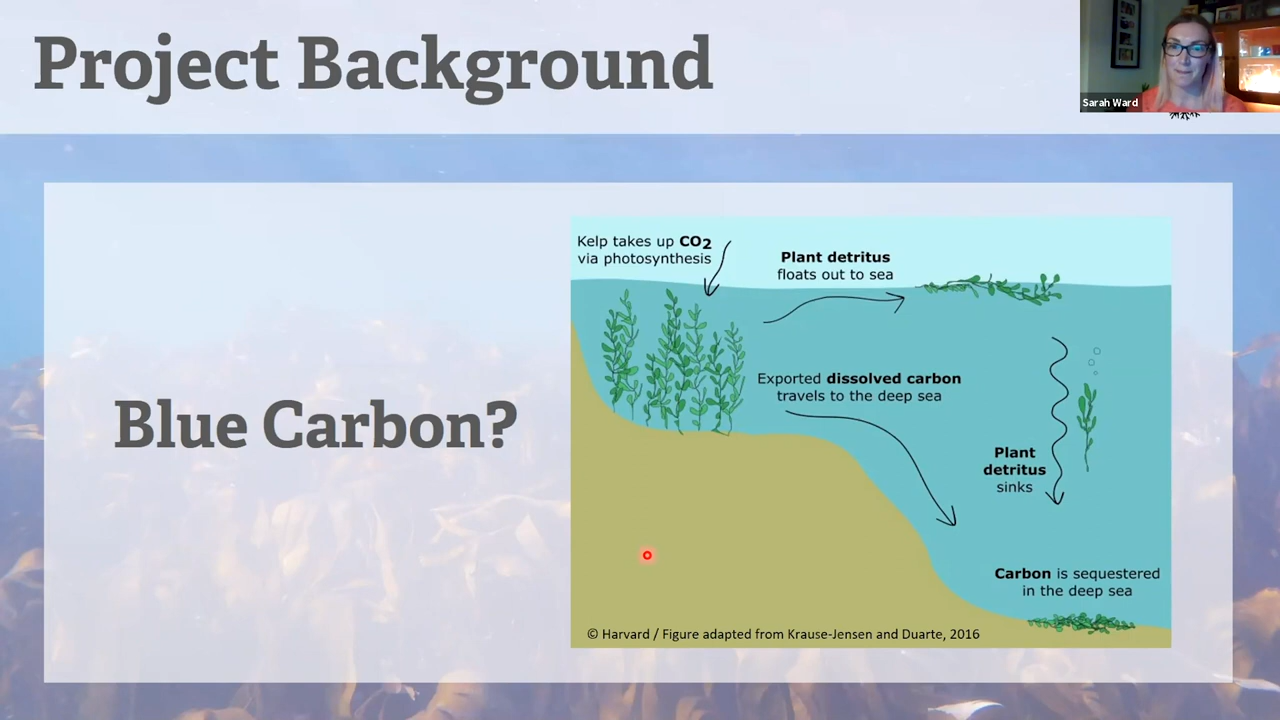 Project Background
Sarah Ward
Blue Carbon?
Kelp takes up CO2
via photosynthesis
Plant detritus
floats out to sea
Exported dissolved carbon
travels to the deep sea
Plant
detritus
sinks
Carbon is sequestered
in the deep sea
© Harvard / Figure adapted from Krause-Jensen and Duarte, 2016